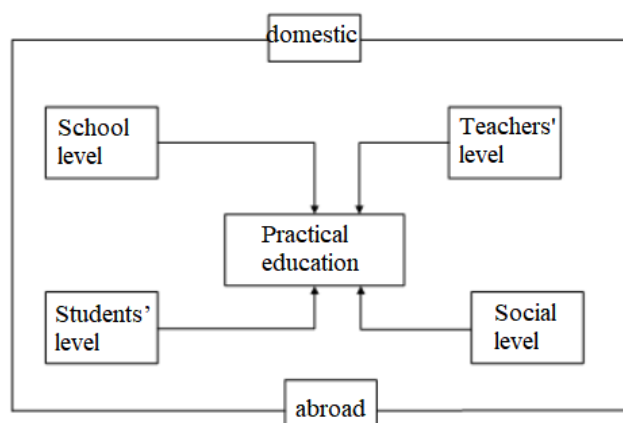 domestic
School
level
Teachers'
level
Practical
education
Students’
level
Social
level
abroad